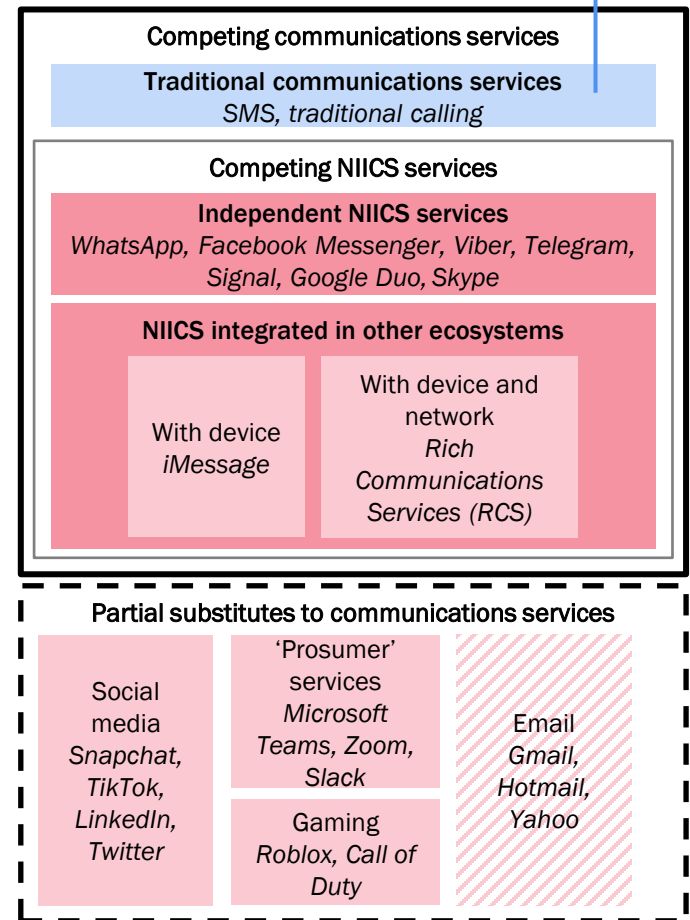 Competing communications services
Traditional communications services
SMS, traditional calling
Competing NIICS services
Independent NIICS services
WhatsApp, Facebook Messenger, Viber, Telegram,
Signal, Google Duo, Skype
NIICS integrated in other ecosystems
With device
iMessage
With device and
network
Rich
Communications
Services (RCS)
Partial substitutes to communications services
Social
media
Snapchat,
TikTok,
LinkedIn,
Twitter
‘Prosumer’
services
Microsoft
Teams, Zoom,
Slack
Gaming
Roblox, Call of
Duty
Email
Gmail,
Hotmail,
Yahoo